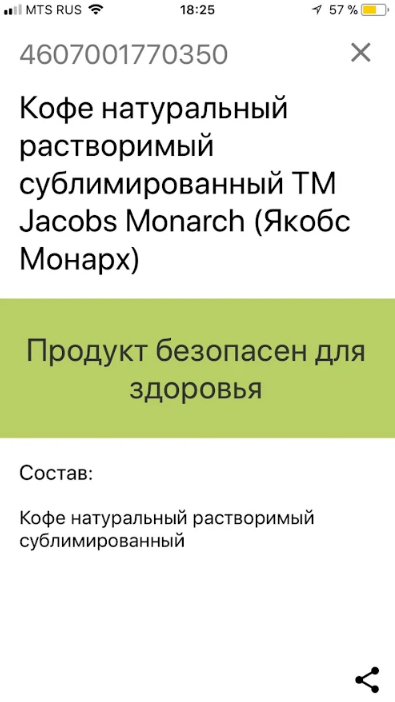 MTS RUS 18:25 57 %
4607001770350
Кофе натуральный
растворимый
сублимированный ТМ
Jacobs Monarch (Якобс
Монарх)
Продукт безопасен для
здоровья
Состав:
Кофе натуральный растворимый
сублимированный